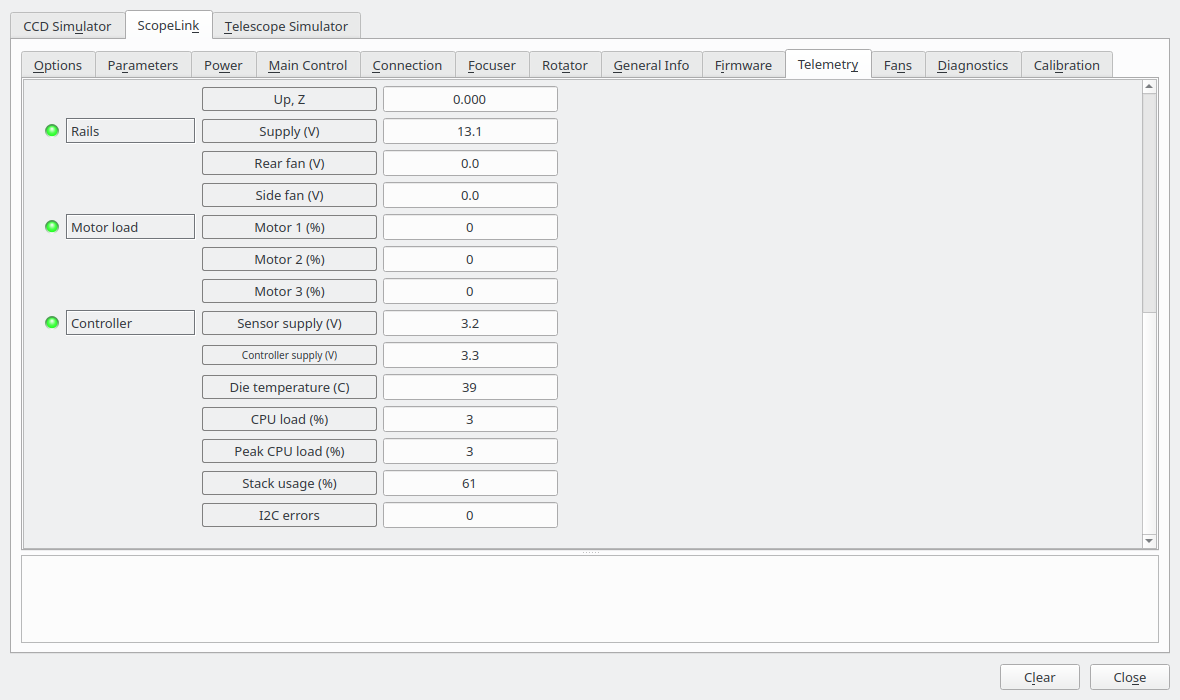 CCD Simulator ScopeLink Telescope Simulator
Options Parameters Power Main Control Connection Focuser Rotator General Info Firmware Telemetry Fans Diagnostics Calibration
Up, Z 0.000
Rails Supply (V) 13.1
Rear fan (V) 0.0
Side fan (V) 0.0
Motor load Motor 1 (%) 0
Motor 2 (%) 0
Motor 3 (%) 0
Controller Sensor supply (V) 3.2
Controller supply (V) 3.3
Die temperature (C) 39
CPU load (%) 3
Peak CPU load (%) 3
Stack usage (%) 61
I2C errors 0
Clear Close